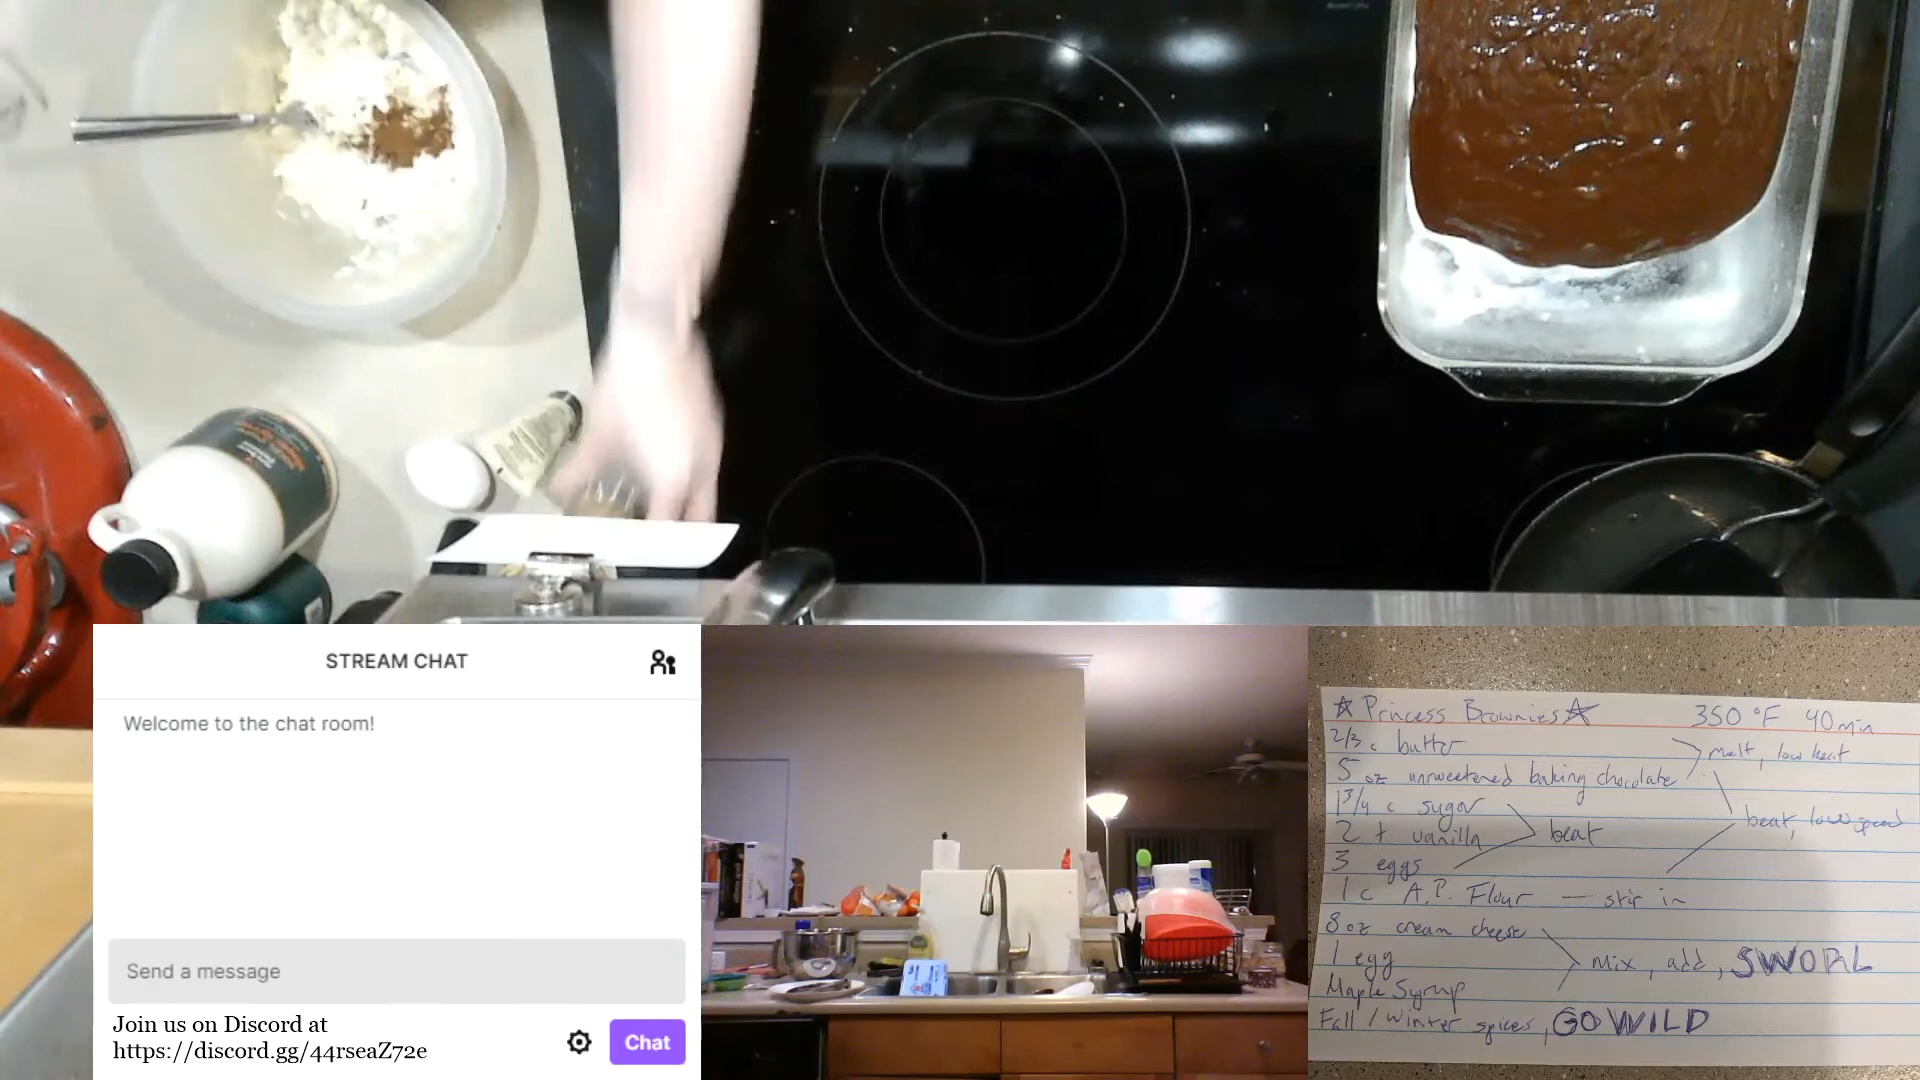 STREAM CHAT
Welcome to the chat room!
Send a message
Join us on Discord at
https://discord.gg/44rseaZ72e
Chat
☆ Princess Brownies ☆ 350 °F 40 min
2/3 c butter
melt, low heat
5 oz unsweetened baking chocolate
1 3/4 c sugar
beat, low speed
2 t vanilla
beat
3 eggs
1 c A.P. Flour — stir in
8 oz cream cheese
1 egg
mix, add, SWORL
Maple Syrup
Fall / winter spices, GO WILD